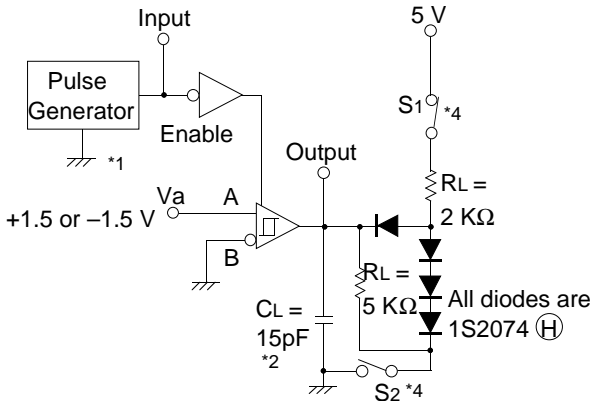 Input
5 V
Pulse
Generator
S1 *4
Enable
*1
Output
Va
A
RL =
2 KΩ
+1.5 or –1.5 V
B
RL =
5 KΩ
All diodes are
1S2074 Ⓗ
CL =
15pF
*2
S2 *4